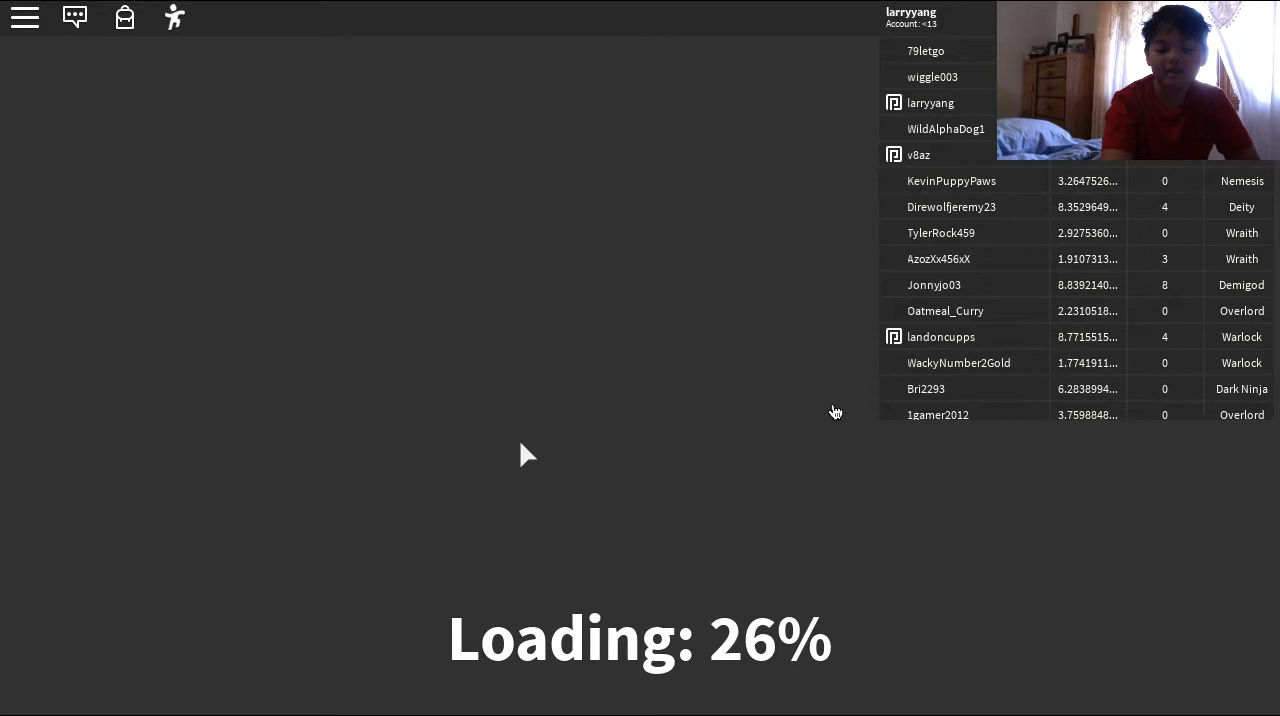 larryyang
Account: <13
79letgo
wiggle003
larryyang
WildAlphaDog1
v8az
KevinPuppyPaws 3.2647526... 0 Nemesis
Direwolfjeremy23 8.3529649... 4 Deity
TylerRock459 2.9275360... 0 Wraith
AzozXx456xX 1.9107313... 3 Wraith
Jonnyjo03 8.8392140... 8 Demigod
Oatmeal_Curry 2.2310518... 0 Overlord
landoncupps 8.7715515... 4 Warlock
WackyNumber2Gold 1.7741911... 0 Warlock
Bri2293 6.2838994... 0 Dark Ninja
1gamer2012 3.7598848... 0 Overlord
Loading: 26%